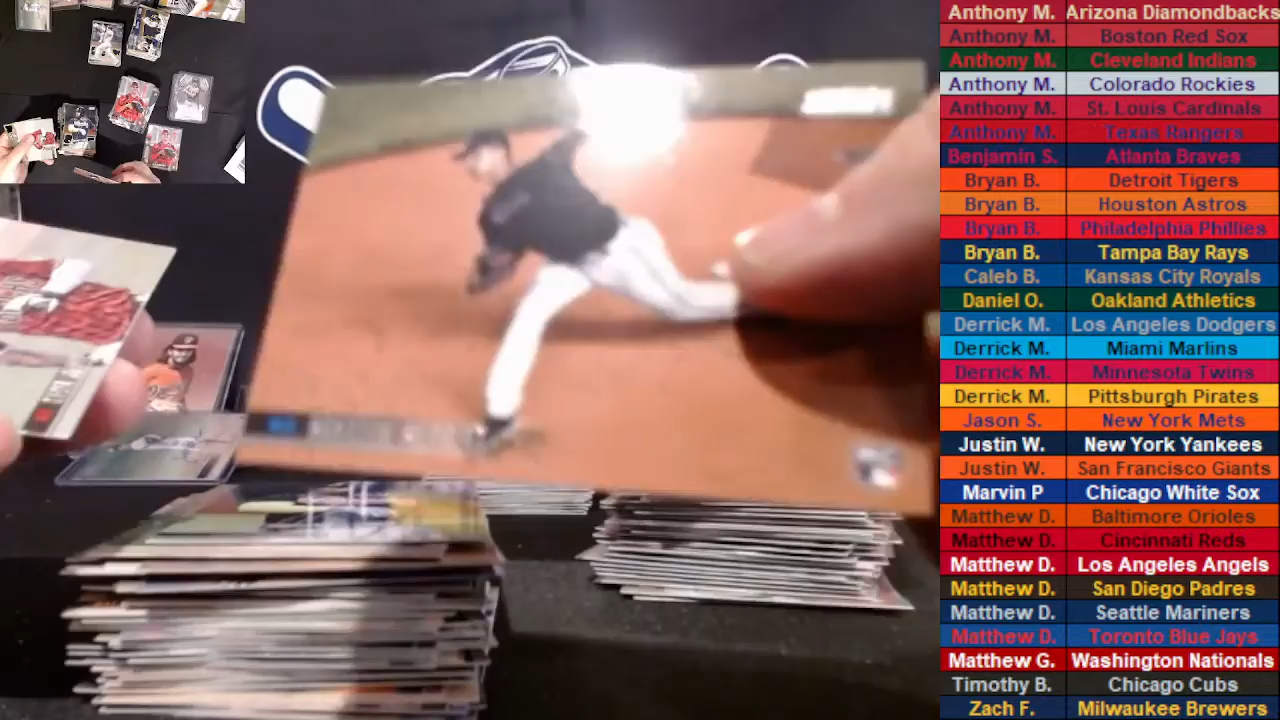 Anthony M. Arizona Diamondbacks
Anthony M. Boston Red Sox
Anthony M. Cleveland Indians
Anthony M. Colorado Rockies
Anthony M. St. Louis Cardinals
Anthony M. Texas Rangers
Benjamin S. Atlanta Braves
Bryan B. Detroit Tigers
Bryan B. Houston Astros
Bryan B. Philadelphia Phillies
Bryan B. Tampa Bay Rays
Caleb B. Kansas City Royals
Daniel O. Oakland Athletics
Derrick M. Los Angeles Dodgers
Derrick M. Miami Marlins
Derrick M. Minnesota Twins
Derrick M. Pittsburgh Pirates
Jason S. New York Mets
Justin W. New York Yankees
Justin W. San Francisco Giants
Marvin P Chicago White Sox
Matthew D. Baltimore Orioles
Matthew D. Cincinnati Reds
Matthew D. Los Angeles Angels
Matthew D. San Diego Padres
Matthew D. Seattle Mariners
Matthew D. Toronto Blue Jays
Matthew G. Washington Nationals
Timothy B. Chicago Cubs
Zach F. Milwaukee Brewers